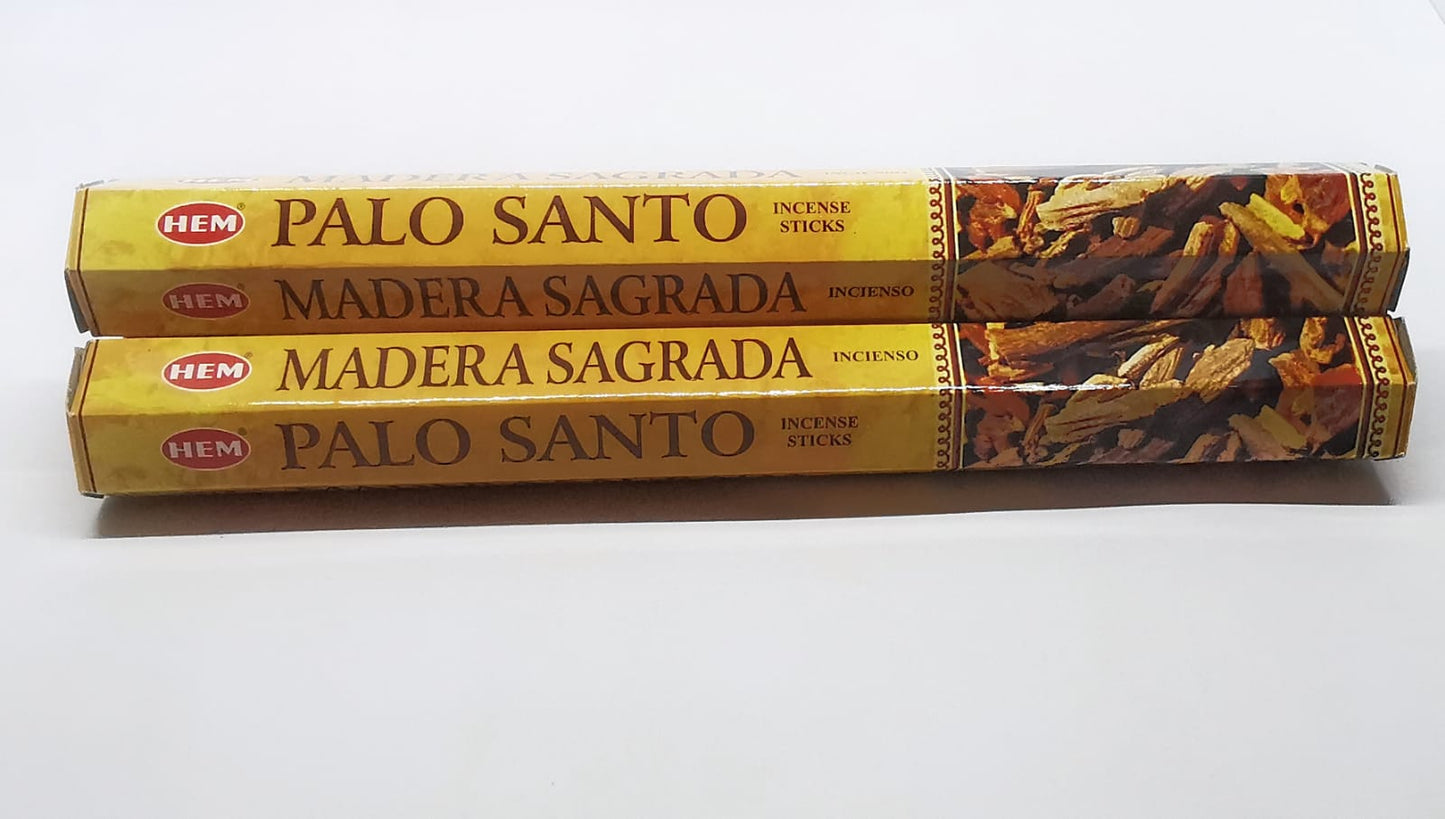 MADERA SAGRADA
HEM® PALO SANTO INCENSE STICKS
HEM MADERA SAGRADA INCIENSO
HEM® MADERA SAGRADA INCIENSO
HEM® PALO SANTO INCENSE STICKS